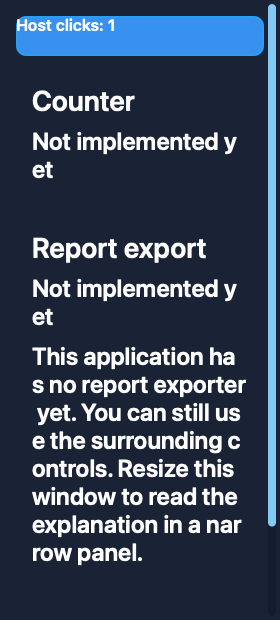 Host clicks: 1
Counter
Not implemented y
et
Report export
Not implemented y
et
This application ha
s no report exporter
 yet. You can still us
e the surrounding c
ontrols. Resize this
window to read the
explanation in a nar
row panel.